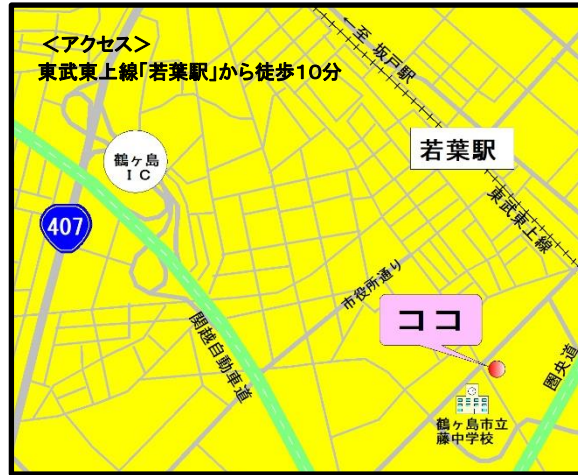 ＜アクセス＞
東武東上線「若葉駅」から徒歩１０分
←至 坂戸駅
若葉駅
鶴ヶ島
ＩＣ
407
東武東上線
市役所通り
ココ
関越自動車道
圏央道
鶴ヶ島市立
藤中学校